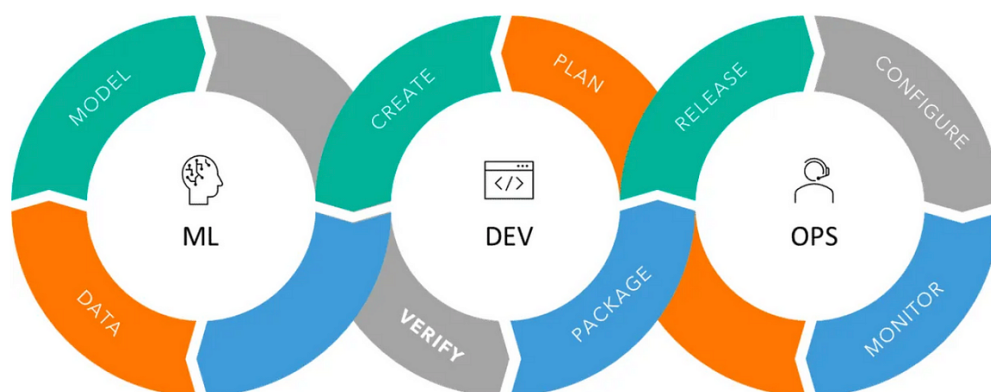 MODEL
DATA
ML
CREATE
PLAN
VERIFY
PACKAGE
</>
DEV
RELEASE
CONFIGURE
MONITOR
OPS